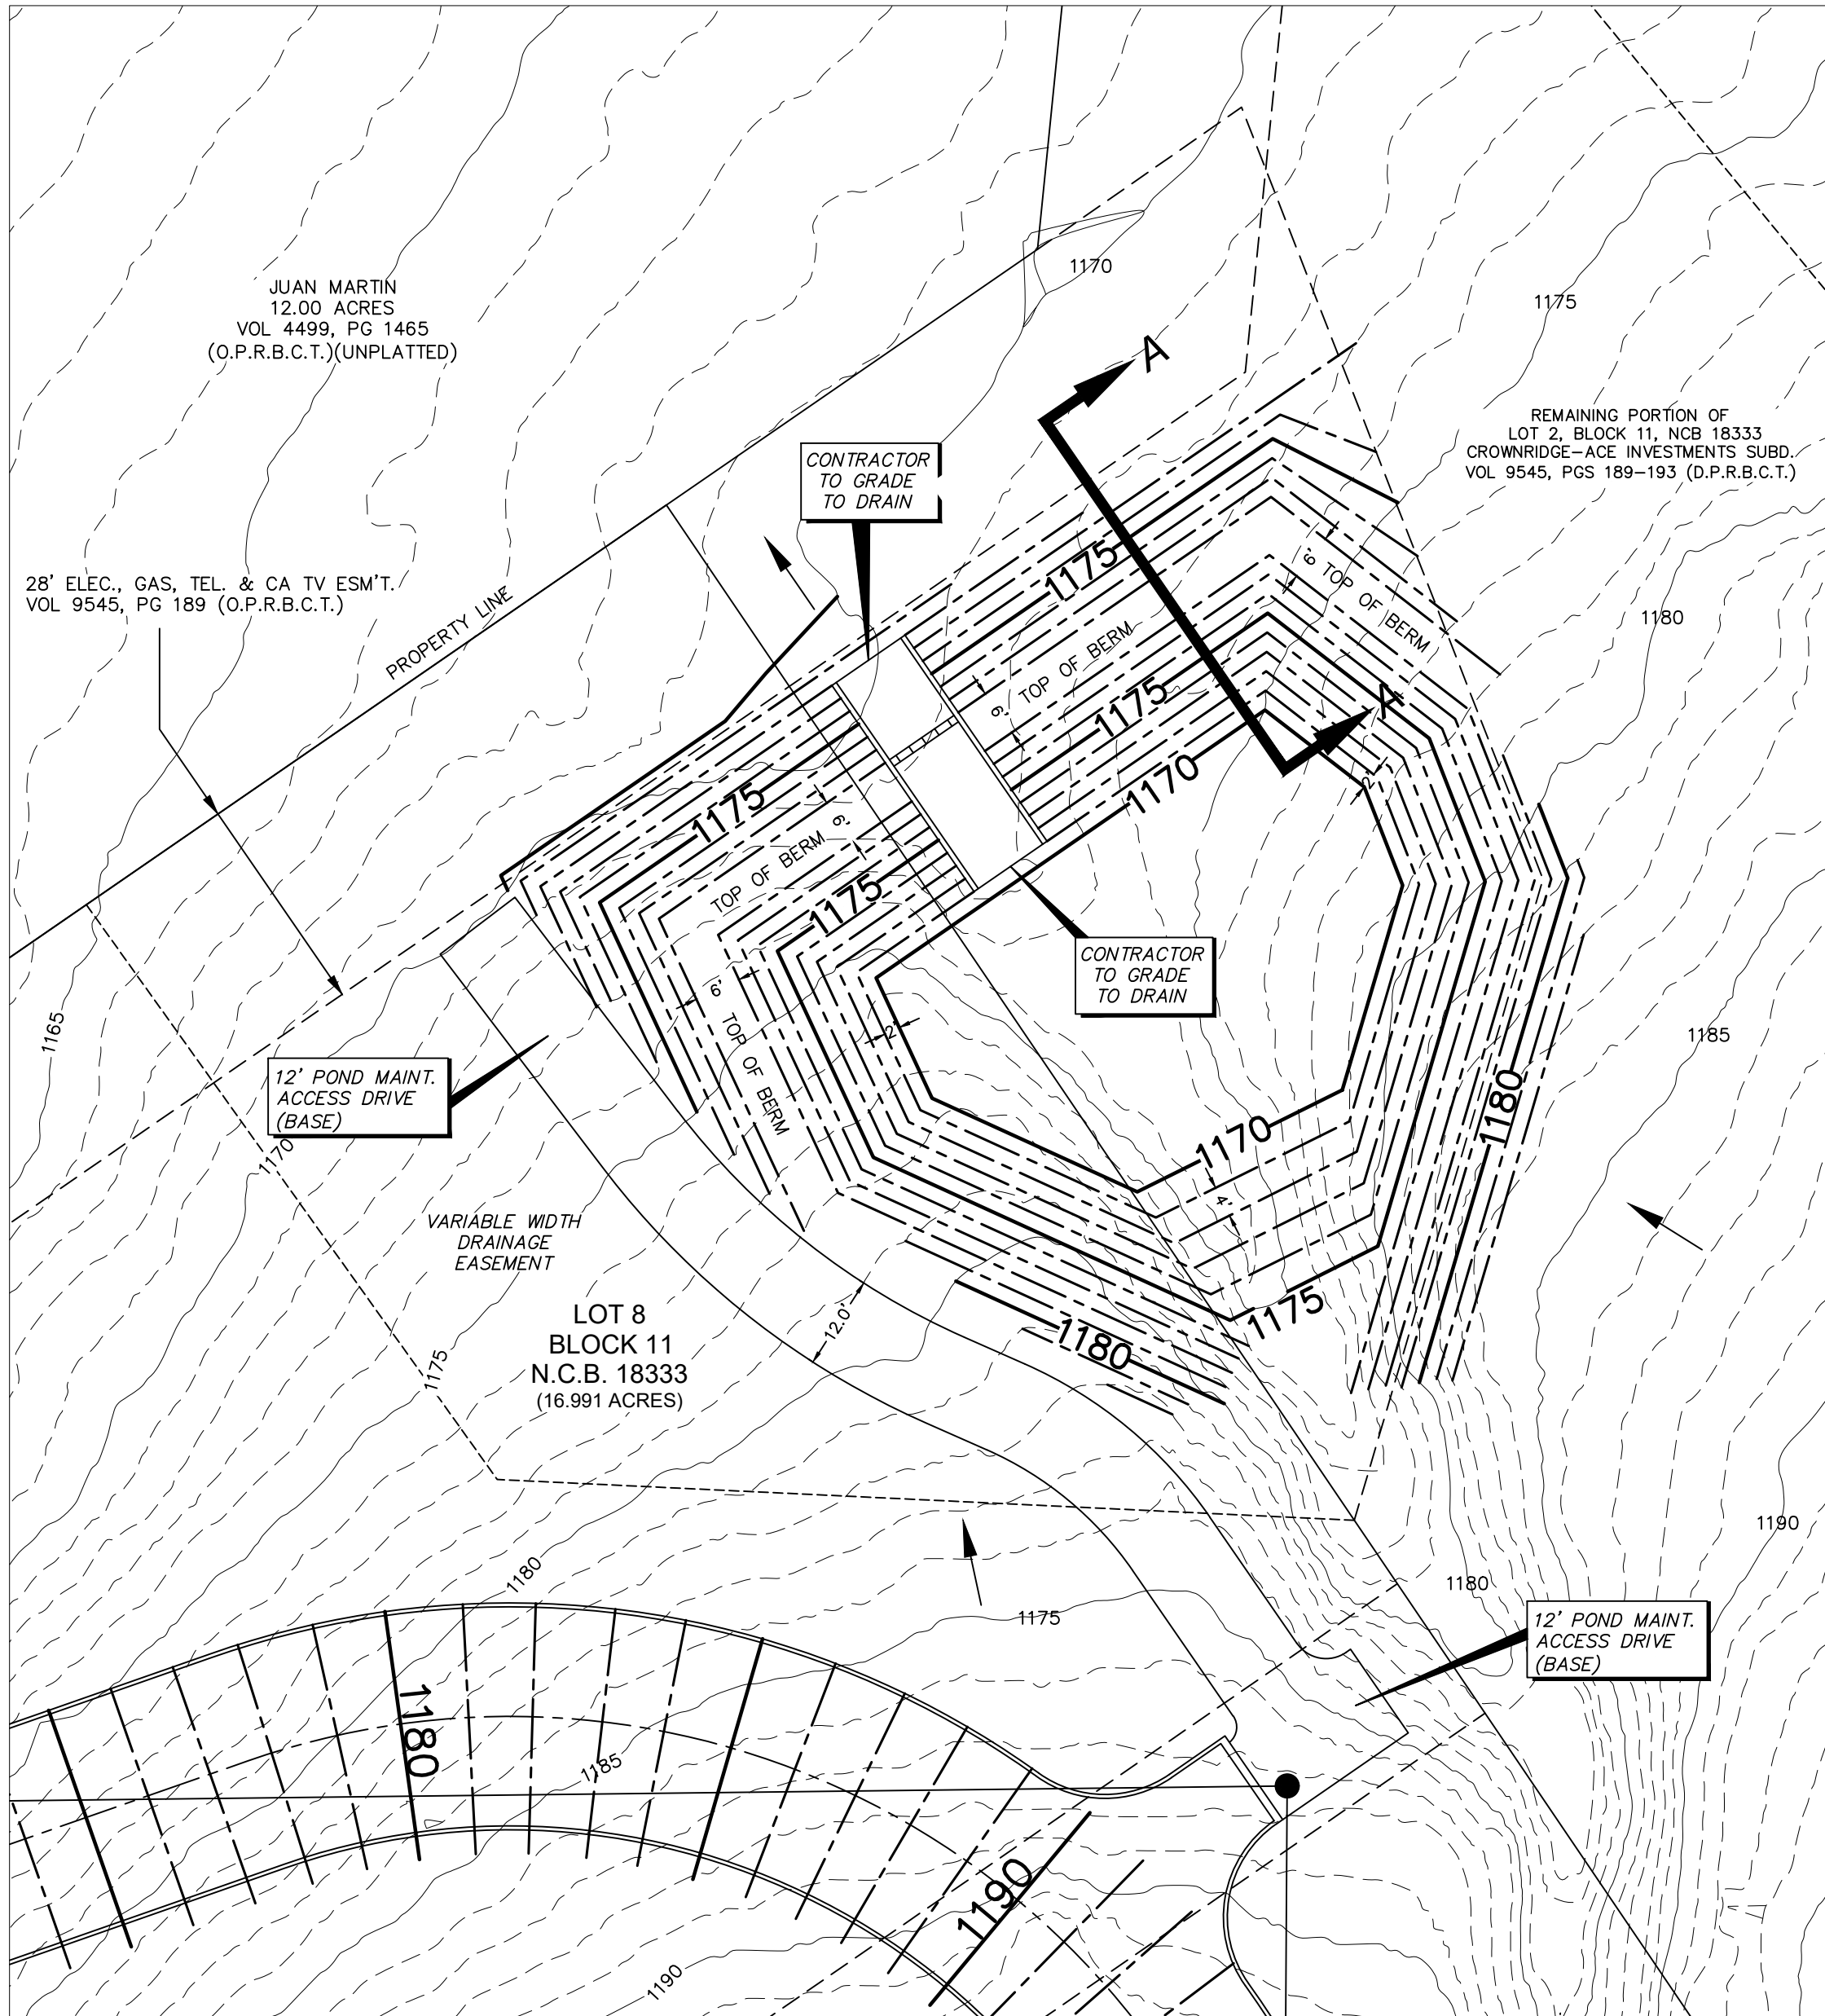 1170
1175
JUAN MARTIN
12.00 ACRES
VOL 4499, PG 1465
(O.P.R.B.C.T.)(UNPLATTED)
A
REMAINING PORTION OF
LOT 2, BLOCK 11, NCB 18333
CROWNRIDGE-ACE INVESTMENTS SUBD.
VOL 9545, PGS 189-193 (D.P.R.B.C.T.)
CONTRACTOR
TO GRADE
TO DRAIN
1175
6' TOP OF BERM
28' ELEC., GAS, TEL. & CA TV ESM'T.
VOL 9545, PG 189 (O.P.R.B.C.T.)
PROPERTY LINE
1180
6' TOP OF BERM
1175
A
1170
2'
1175
6'
TOP OF BERM
1175
CONTRACTOR
TO GRADE
TO DRAIN
6' TOP OF BERM
2'
1165
1185
12' POND MAINT.
ACCESS DRIVE
(BASE)
1170
1180
1170
4'
VARIABLE WIDTH
DRAINAGE
EASEMENT
LOT 8
BLOCK 11
N.C.B. 18333
(16.991 ACRES)
12.0'
1175
1180
1175
1190
1180
1180
1175
12' POND MAINT.
ACCESS DRIVE
(BASE)
1180
1185
1190
1190